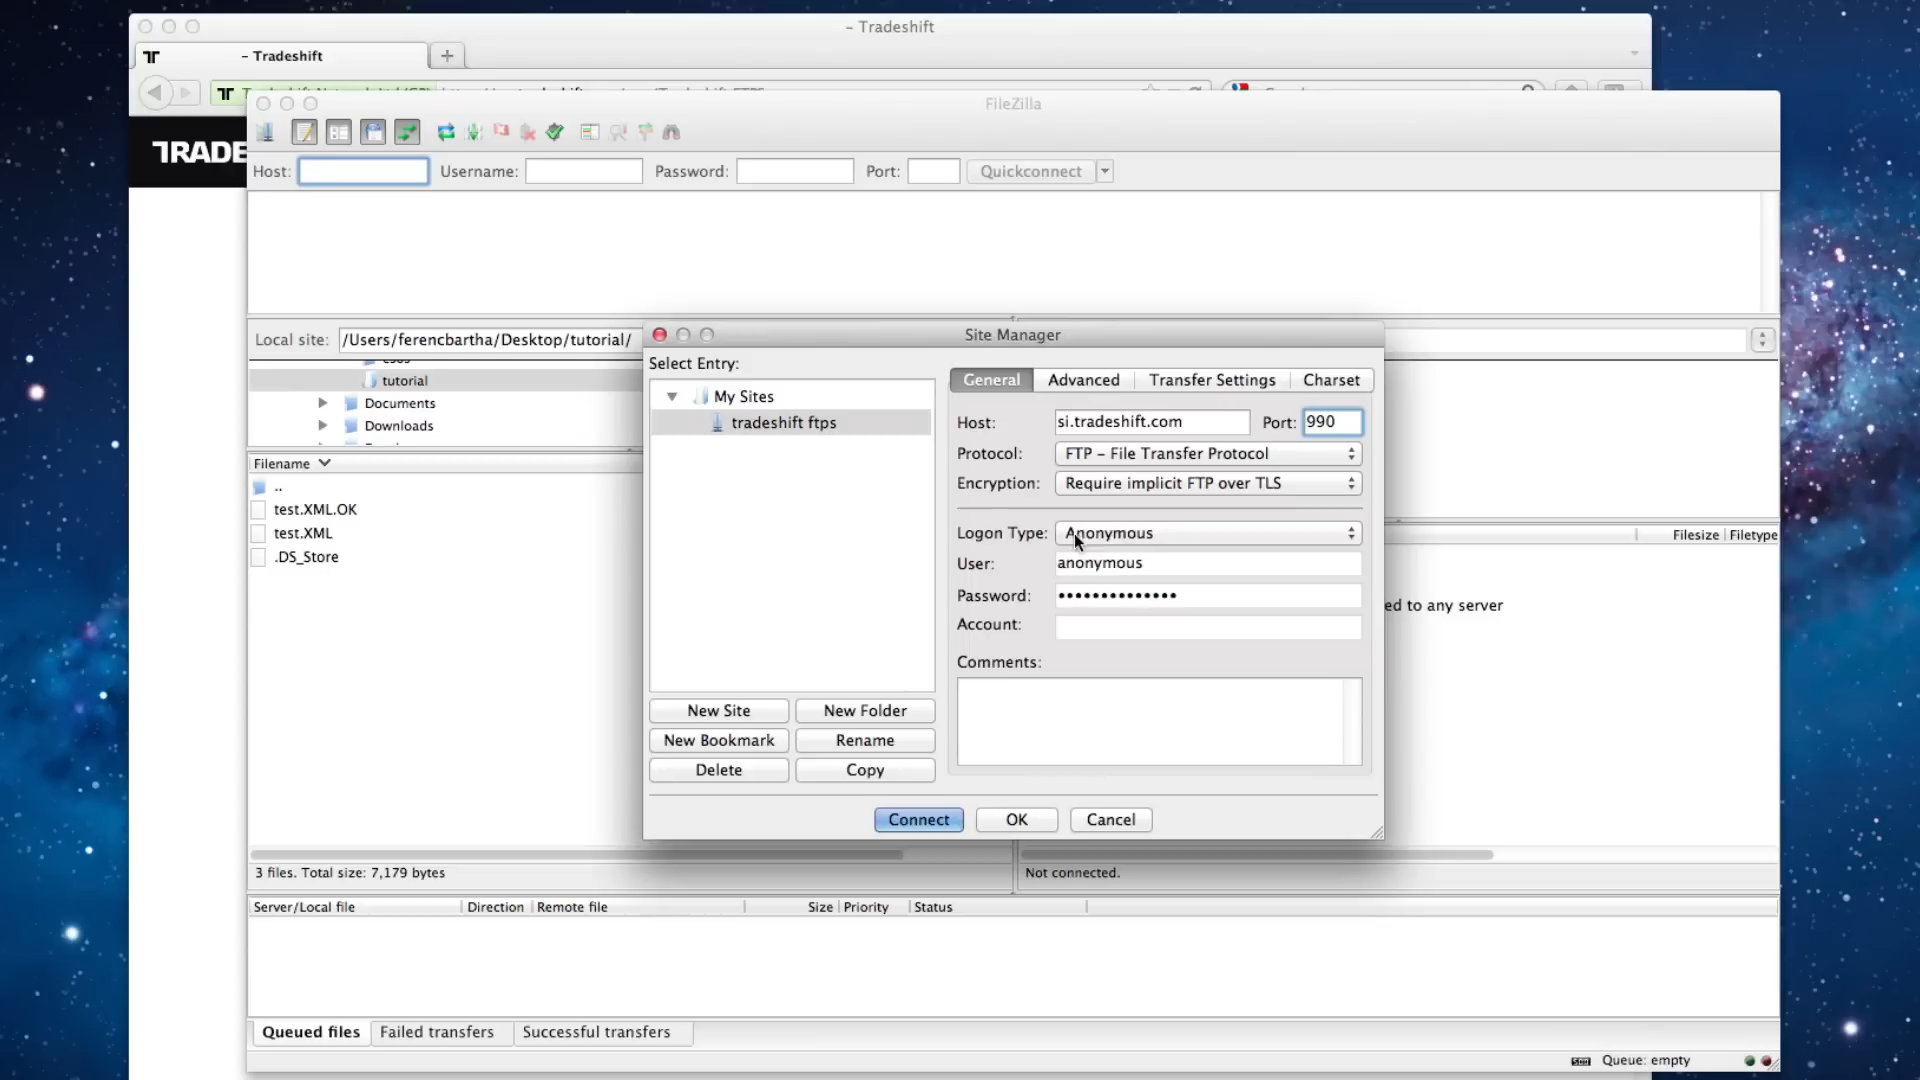 – Tradeshift
– Tradeshift
TRADE
FileZilla
Host:
Username:
Password:
Port:
Quickconnect
Local site:
/Users/ferencbartha/Desktop/tutorial/
tutorial
Documents
Downloads
Filename
..
test.XML.OK
test.XML
.DS_Store
Site Manager
Select Entry:
My Sites
tradeshift ftps
New Site
New Folder
New Bookmark
Rename
Delete
Copy
General
Advanced
Transfer Settings
Charset
Host:
si.tradeshift.com
Port:
990
Protocol:
FTP – File Transfer Protocol
Encryption:
Require implicit FTP over TLS
Logon Type:
Anonymous
User:
anonymous
Password:
••••••••••••••
Account:
Comments:
Connect
OK
Cancel
Filesize
Filetype
ed to any server
3 files. Total size: 7,179 bytes
Not connected.
Server/Local file
Direction
Remote file
Size
Priority
Status
Queued files
Failed transfers
Successful transfers
Queue: empty